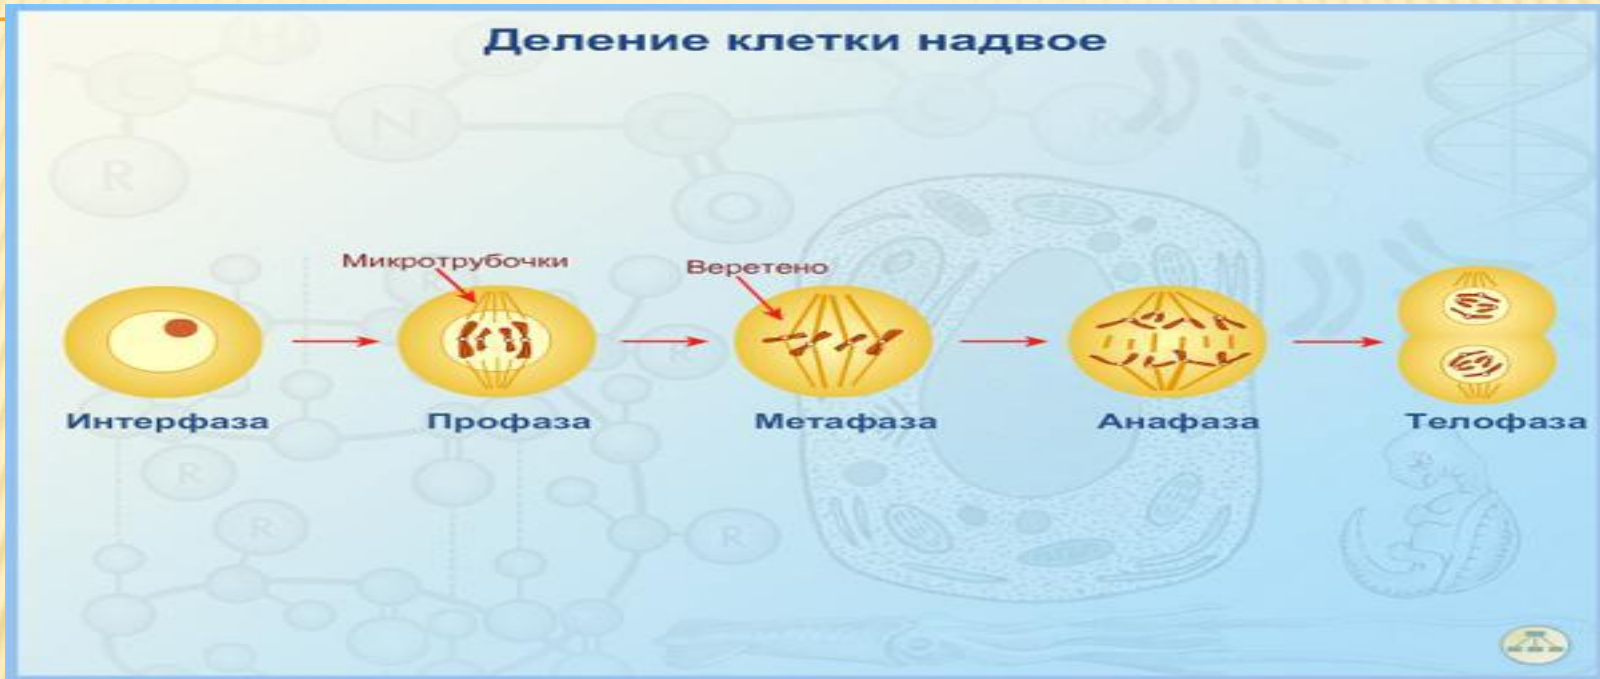 Деление клетки надвое
Микротрубочки
Веретено
Интерфаза
Профаза
Метафаза
Анафаза
Телофаза
H
C
N
C
C
R
R
O
R
R
R
R